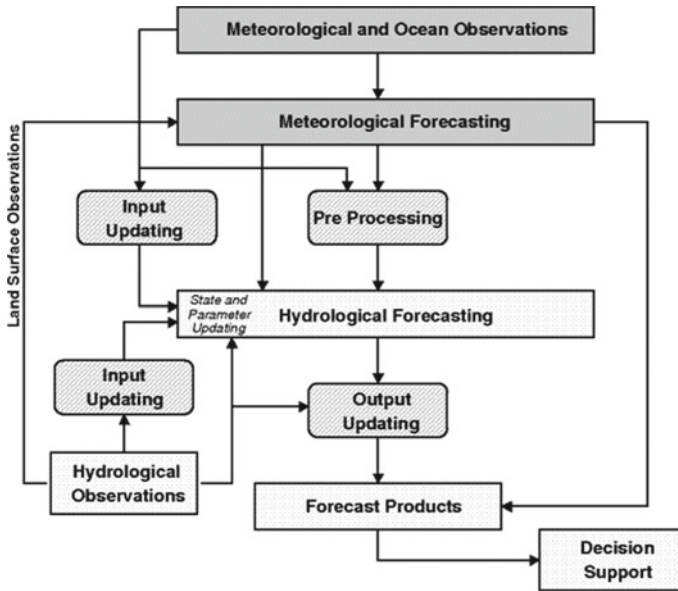 Meteorological and Ocean Observations
Meteorological Forecasting
Land Surface Observations
Input
Updating
Pre Processing
State and
Parameter
Updating
Hydrological Forecasting
Input
Updating
Output
Updating
Hydrological
Observations
Forecast Products
Decision
Support